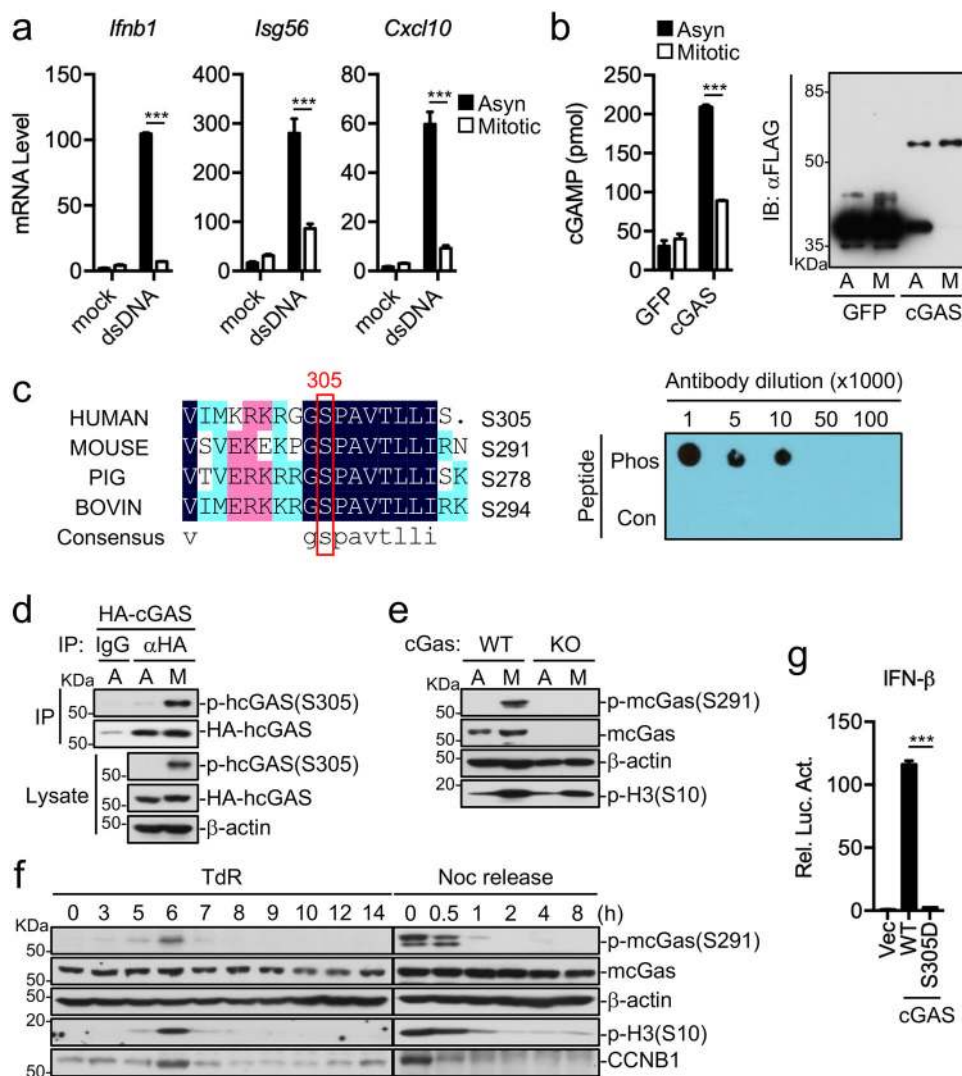 a
Ifnb1 Isg56 Cxcl10
mRNA Level
150
100
50
0
mock
dsDNA
***
400
300
200
100
0
mock
dsDNA
***
80
60
40
20
0
mock
dsDNA
***
Asyn
Mitotic
b
Asyn
Mitotic
cGAMP (pmol)
250
200
150
100
50
0
***
GFP
cGAS
IB: αFLAG
85
50
35
KDa
A M A M
GFP cGAS
c
305
HUMAN VIMKRKRGGSPAVTLLIS. S305
MOUSE VSVEKEKPGSPAVTLLIRN S291
PIG VTVERKRRGSPAVTLLISK S278
BOVIN VIMERKKRGSPAVTLLIRK S294
Consensus v gspavtlli
Antibody dilution (x1000)
1 5 10 50 100
Peptide
Phos
Con
d
HA-cGAS
IP: IgG αHA
KDa A A M
IP
50 p-hcGAS(S305)
50 HA-hcGAS
Lysate
50 p-hcGAS(S305)
50 HA-hcGAS
50 β-actin
e
cGas: WT KO
KDa A M A M
50 p-mcGas(S291)
50 mcGas
50 β-actin
20 p-H3(S10)
f
TdR Noc release
0 3 5 6 7 8 9 10 12 14 0 0.5 1 2 4 8 (h)
KDa
50 p-mcGas(S291)
50 mcGas
50 β-actin
20 p-H3(S10)
50 CCNB1
g
IFN-β
Rel. Luc. Act.
150
100
50
0
***
Vec
WT
S305D
cGAS